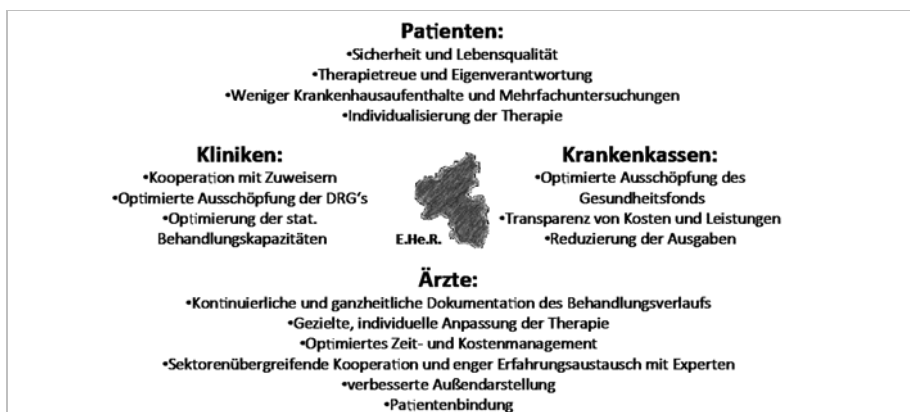 Patienten:
•Sicherheit und Lebensqualität
•Therapietreue und Eigenverantwortung
•Weniger Krankenhausaufenthalte und Mehrfachuntersuchungen
•Individualisierung der Therapie
Kliniken:
•Kooperation mit Zuweisern
•Optimierte Ausschöpfung der DRG's
•Optimierung der stat.
Behandlungskapazitäten
E.He.R.
Krankenkassen:
•Optimierte Ausschöpfung des
Gesundheitsfonds
•Transparenz von Kosten und Leistungen
•Reduzierung der Ausgaben
Ärzte:
•Kontinuierliche und ganzheitliche Dokumentation des Behandlungsverlaufs
•Gezielte, individuelle Anpassung der Therapie
•Optimiertes Zeit- und Kostenmanagement
•Sektorenübergreifende Kooperation und enger Erfahrungsaustausch mit Experten
•verbesserte Außendarstellung
•Patientenbindung